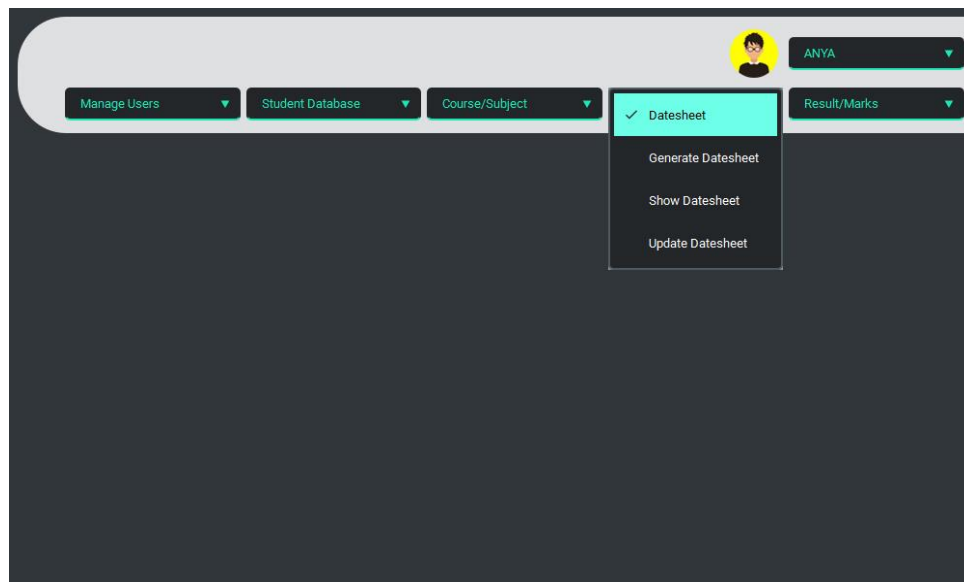 ANYA
Manage Users
Student Database
Course/Subject
Datesheet
Generate Datesheet
Show Datesheet
Update Datesheet
Result/Marks